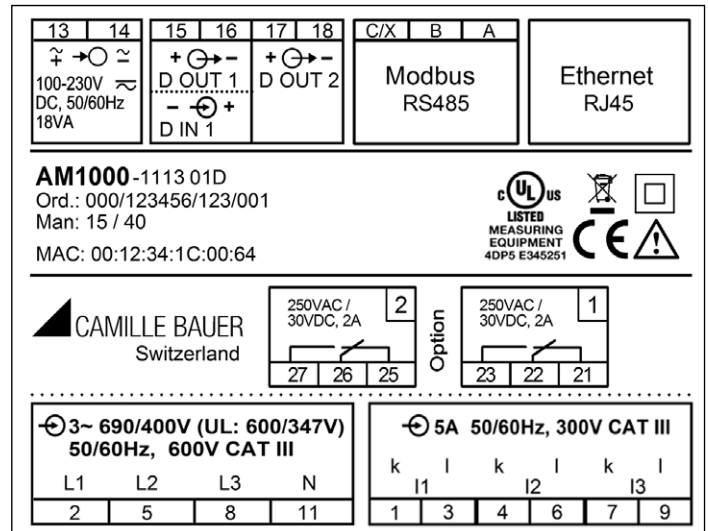 13 14 15 16 17 18 C/X B A
100-230V
DC, 50/60Hz
18VA
+ -
D OUT 1
- +
D IN 1
+ -
D OUT 2
Modbus
RS485
Ethernet
RJ45
AM1000-1113 01D
Ord.: 000/123456/123/001
Man: 15 / 40
MAC: 00:12:34:1C:00:64
c UL us
LISTED
MEASURING
EQUIPMENT
4DP5 E345251
CE
CAMILLE BAUER
Switzerland
250VAC / 2
30VDC, 2A
27 26 25
Option
250VAC / 1
30VDC, 2A
23 22 21
3~ 690/400V (UL: 600/347V)
50/60Hz, 600V CAT III
L1 L2 L3 N
2 5 8 11
5A 50/60Hz, 300V CAT III
k l k l k l
I1 I2 I3
1 3 4 6 7 9